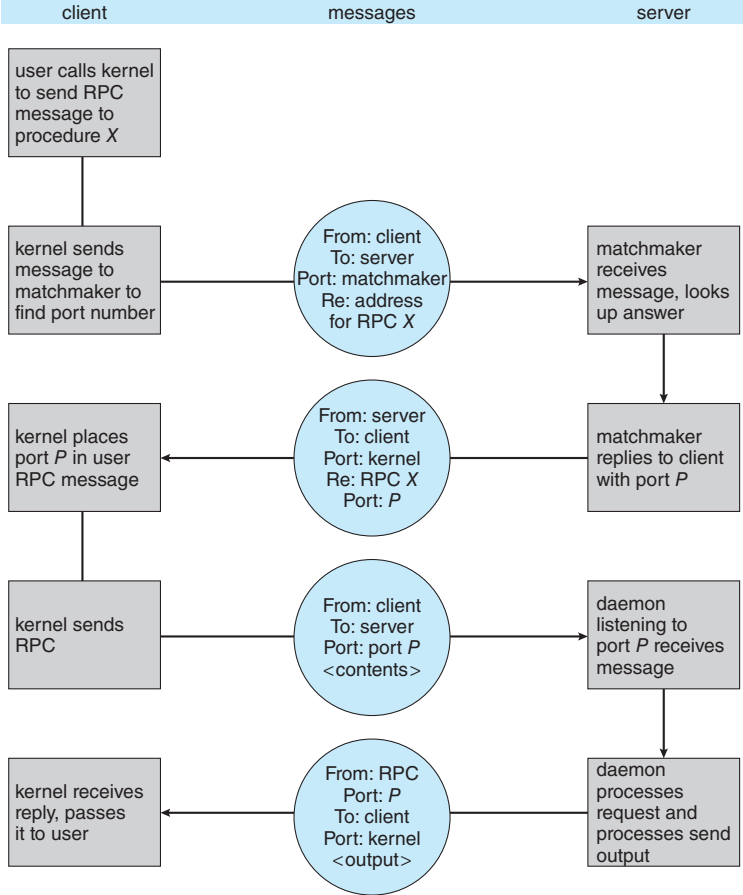 client messages server
user calls kernel
to send RPC
message to
procedure X
kernel sends
message to
matchmaker to
find port number
From: client
To: server
Port: matchmaker
Re: address
for RPC X
matchmaker
receives
message, looks
up answer
kernel places
port P in user
RPC message
From: server
To: client
Port: kernel
Re: RPC X
Port: P
matchmaker
replies to client
with port P
kernel sends
RPC
From: client
To: server
Port: port P
<contents>
daemon
listening to
port P receives
message
kernel receives
reply, passes
it to user
From: RPC
Port: P
To: client
Port: kernel
<output>
daemon
processes
request and
processes send
output